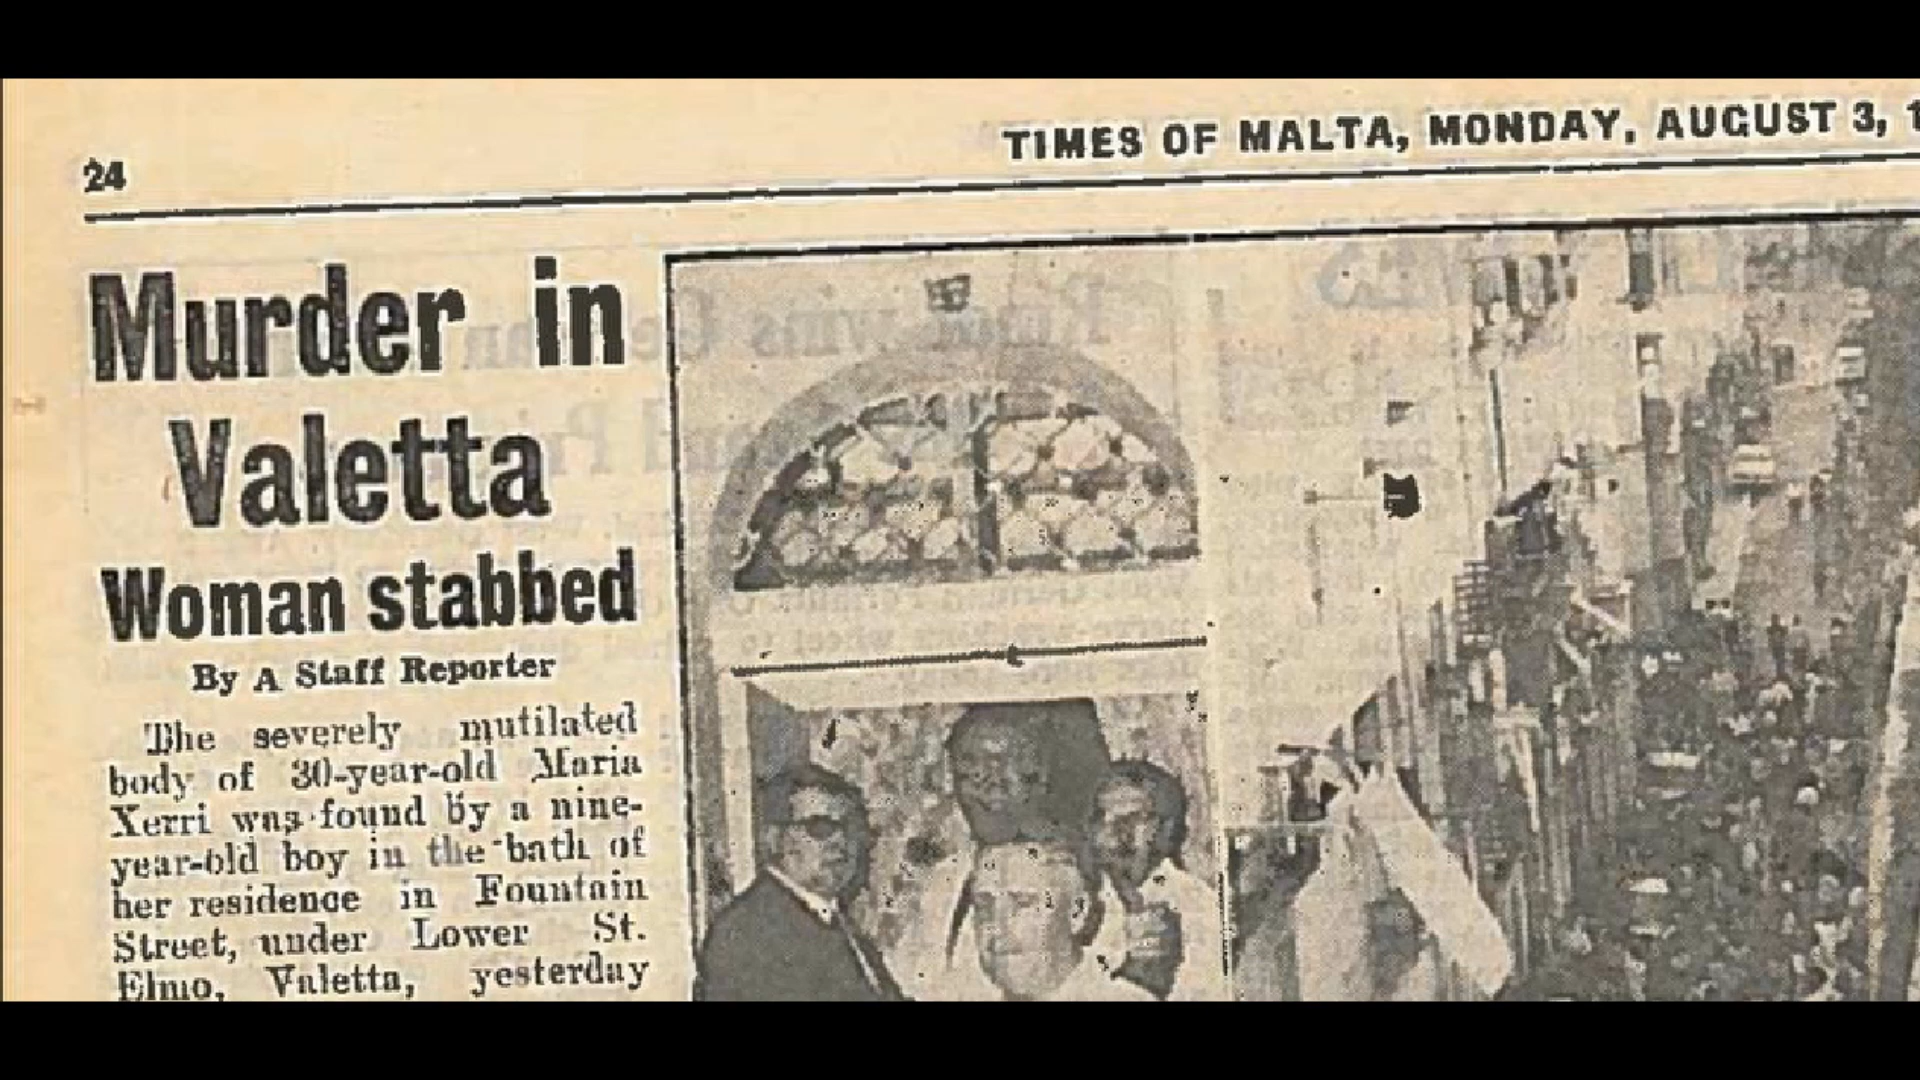 24
TIMES OF MALTA, MONDAY, AUGUST 3, 1
Murder in
Valetta
Woman stabbed
By A Staff Reporter
The severely mutilated
body of 30-year-old Maria
Xerri was found by a nine-
year-old boy in the bath of
her residence in Fountain
Street, under Lower St.
Elmo, Valetta, yesterday